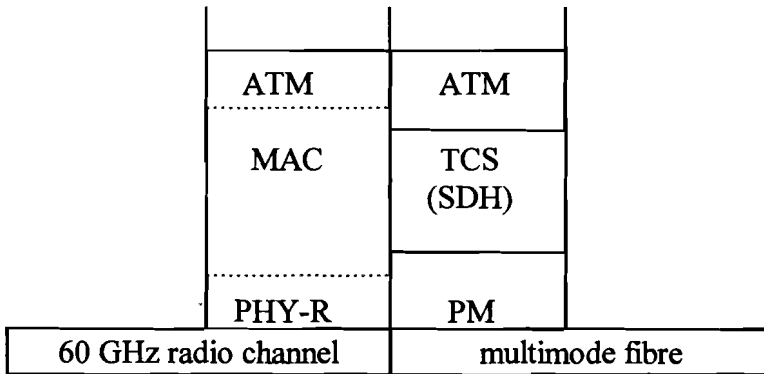 ATM
ATM
MAC
TCS
(SDH)
PHY-R
PM
60 GHz radio channel
multimode fibre